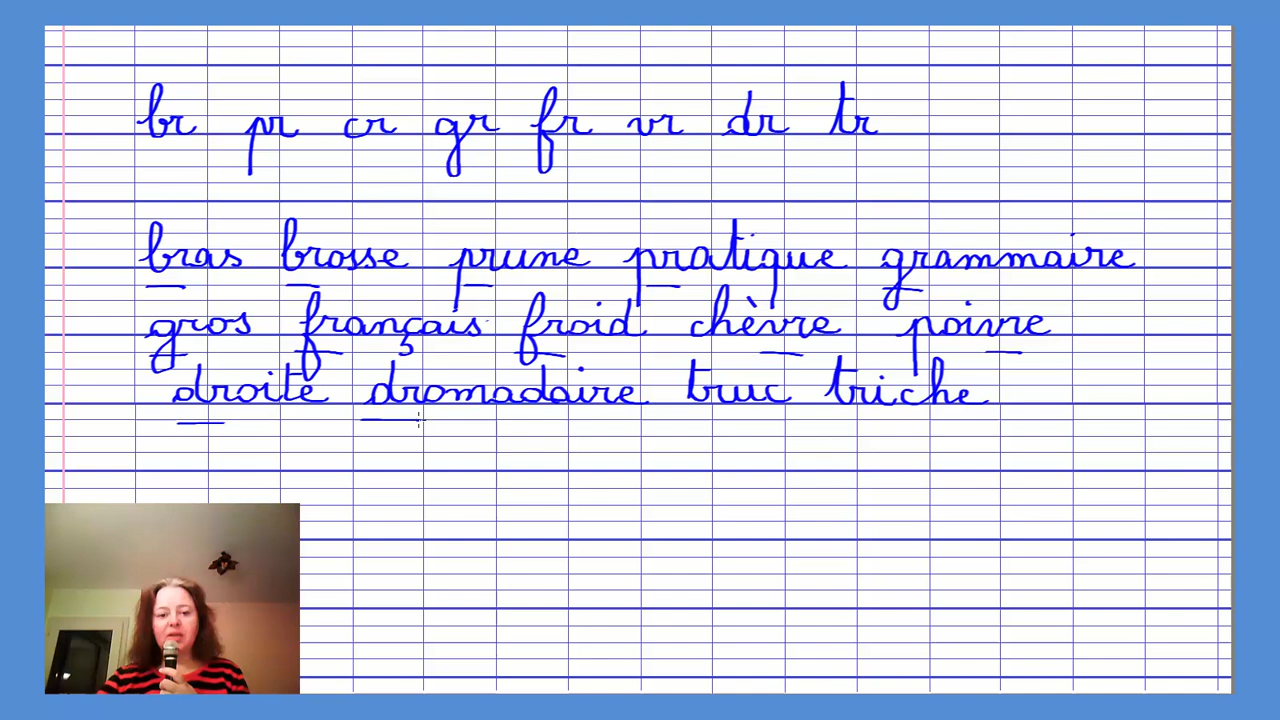 br pr cr gr fr vr dr tr
bras brosse prune pratique grammaire
gros français froid chèvre poivre
droite dromadaire truc triche